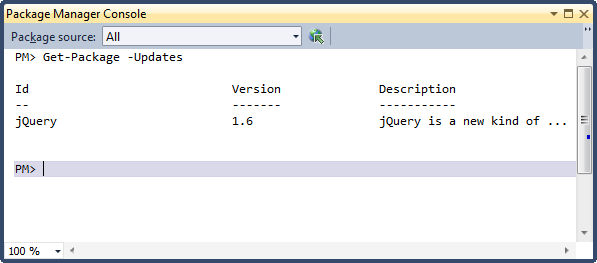 Package Manager Console
Package source: All
PM> Get-Package -Updates
Id Version Description
-- ------- -----------
jQuery 1.6 jQuery is a new kind of ...
PM>
100 %